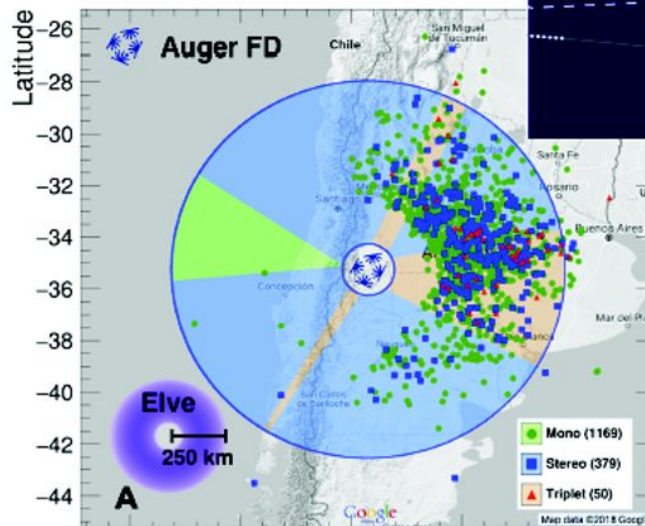 Latitude
−26
−28
−30
−32
−34
−36
−38
−40
−42
−44
Auger FD
Chile
San Miguel
de Tucumán
Santa Fe
Rosario
Santiago
Buenos Aires
Concepción
Mar del Pla
San Carlos
de Bariloche
Elve
250 km
A
Mono (1169)
Stereo (379)
Triplet (50)
Google
Map data ©2018 Googl